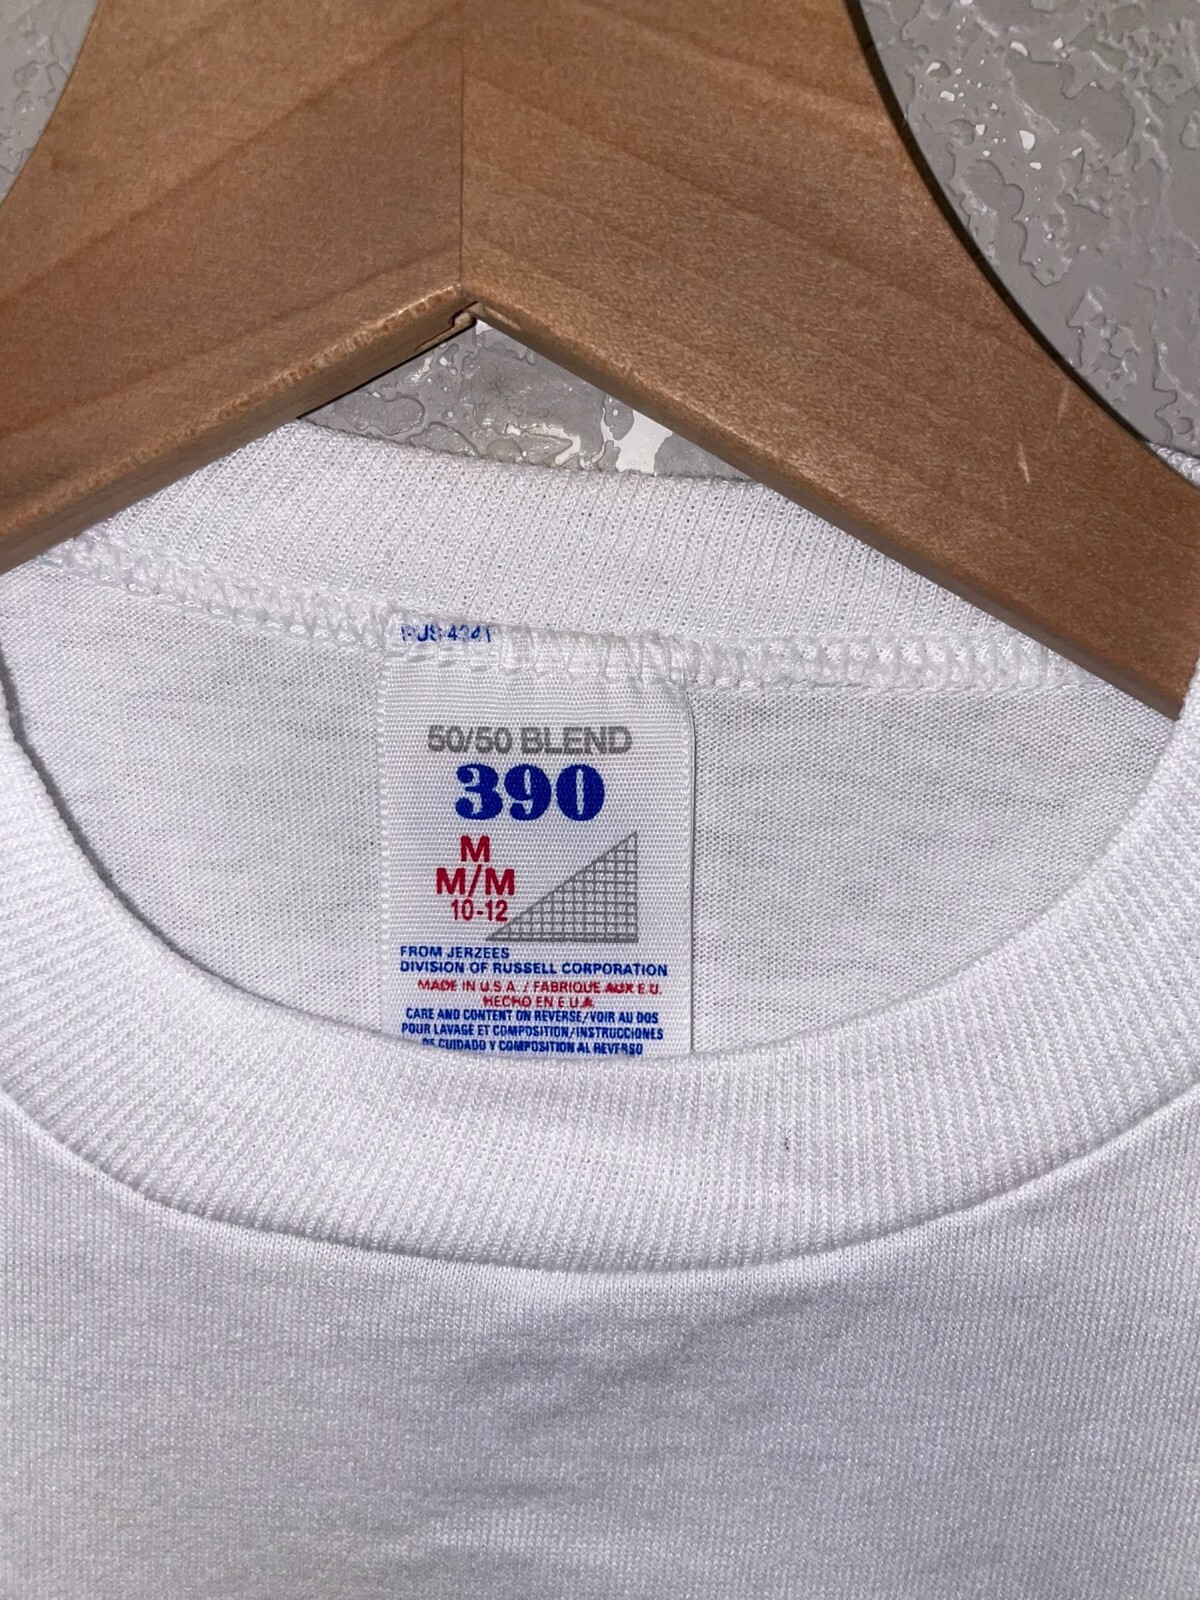 50/50 BLEND
390
M
M/M
10-12
FROM JERZEES
DIVISION OF RUSSELL CORPORATION
MADE IN U.S.A. / FABRIQUE AUX E.U.
HECHO EN E.U.A.
CARE AND CONTENT ON REVERSE/VOIR AU DOS
POUR LAVAGE ET COMPOSITION/INSTRUCCIONES
DE CUIDADO Y COMPOSITION AL REVERSO